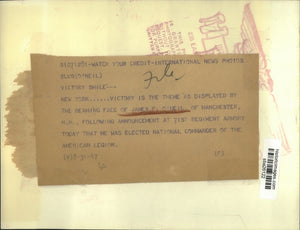 WATCH YOUR CREDIT-INTERNATIONAL NEWS PHOTOS
SLUG(O'NEIL)
VICTORY SMILE--
NEW YORK......VICTORY IS THE THEME AS DISPLAYED BY
THE BEAMING FACE OF JAMES F. O'NEIL OF MANCHESTER,
N.H., FOLLOWING ANNOUNCEMENT AT 71ST REGIMENT ARMORY
TODAY THAT HE WAS ELECTED NATIONAL COMMANDER OF THE
AMERICAN LEGION.
File